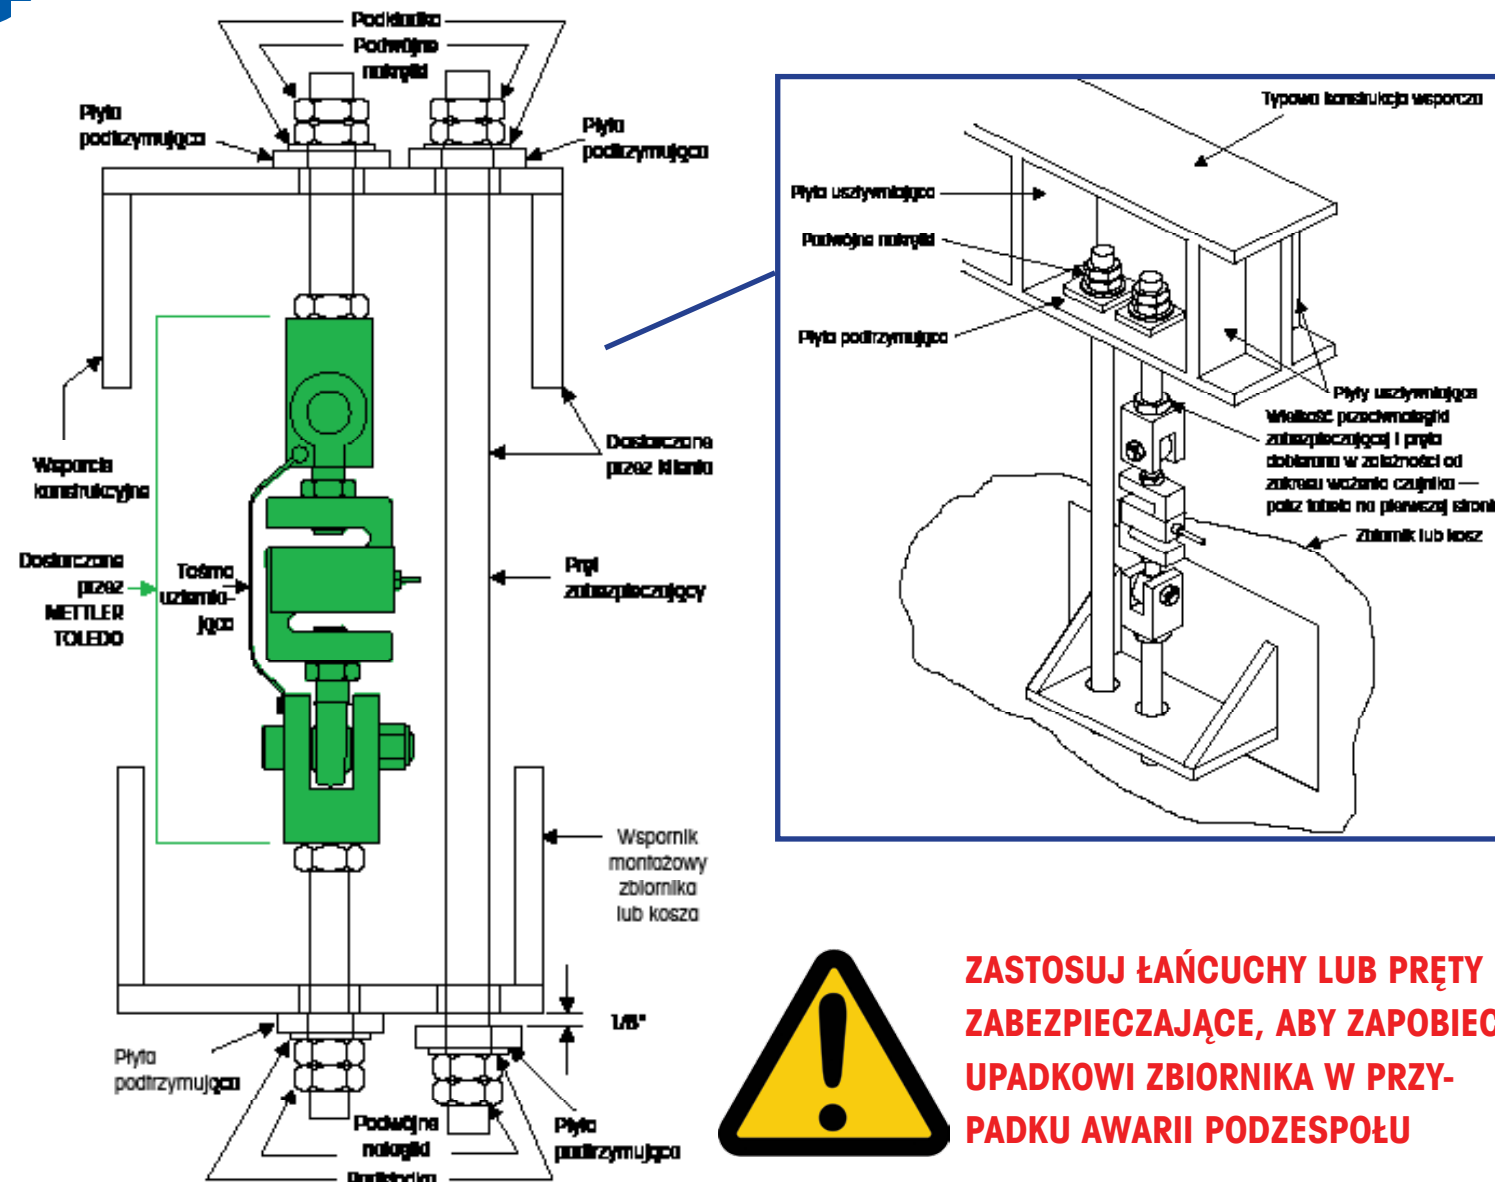 Podkładka
Podwójne
nakrętki
Płyta
podtrzymująca
Płyta
podtrzymująca
Wsparcie
konstrukcyjne
Dostarczone
przez klienta
Dostarczone
przez
METTLER
TOLEDO
Taśma
uziemia-
jąca
Pręt
zabezpieczający
Wspornik
montażowy
zbiornika
lub kosza
1/8"
Płyta
podtrzymująca
Podwójne
nakrętki
Podkładka
Płyta
podtrzymująca
Typowa konstrukcja wsporcza
Płyta usztywniająca
Podwójne nakrętki
Płyta podtrzymująca
Płyty usztywniające
Wielkość przeciwnakrętki
zabezpieczającej i pręta
dobierana w zależności od
zakresu ważenia czujnika —
patrz tabela na pierwszej stronie
Zbiornik lub kosz
ZASTOSUJ ŁAŃCUCHY LUB PRĘTY
ZABEZPIECZAJĄCE, ABY ZAPOBIEC
UPADKOWI ZBIORNIKA W PRZY-
PADKU AWARII PODZESPOŁU